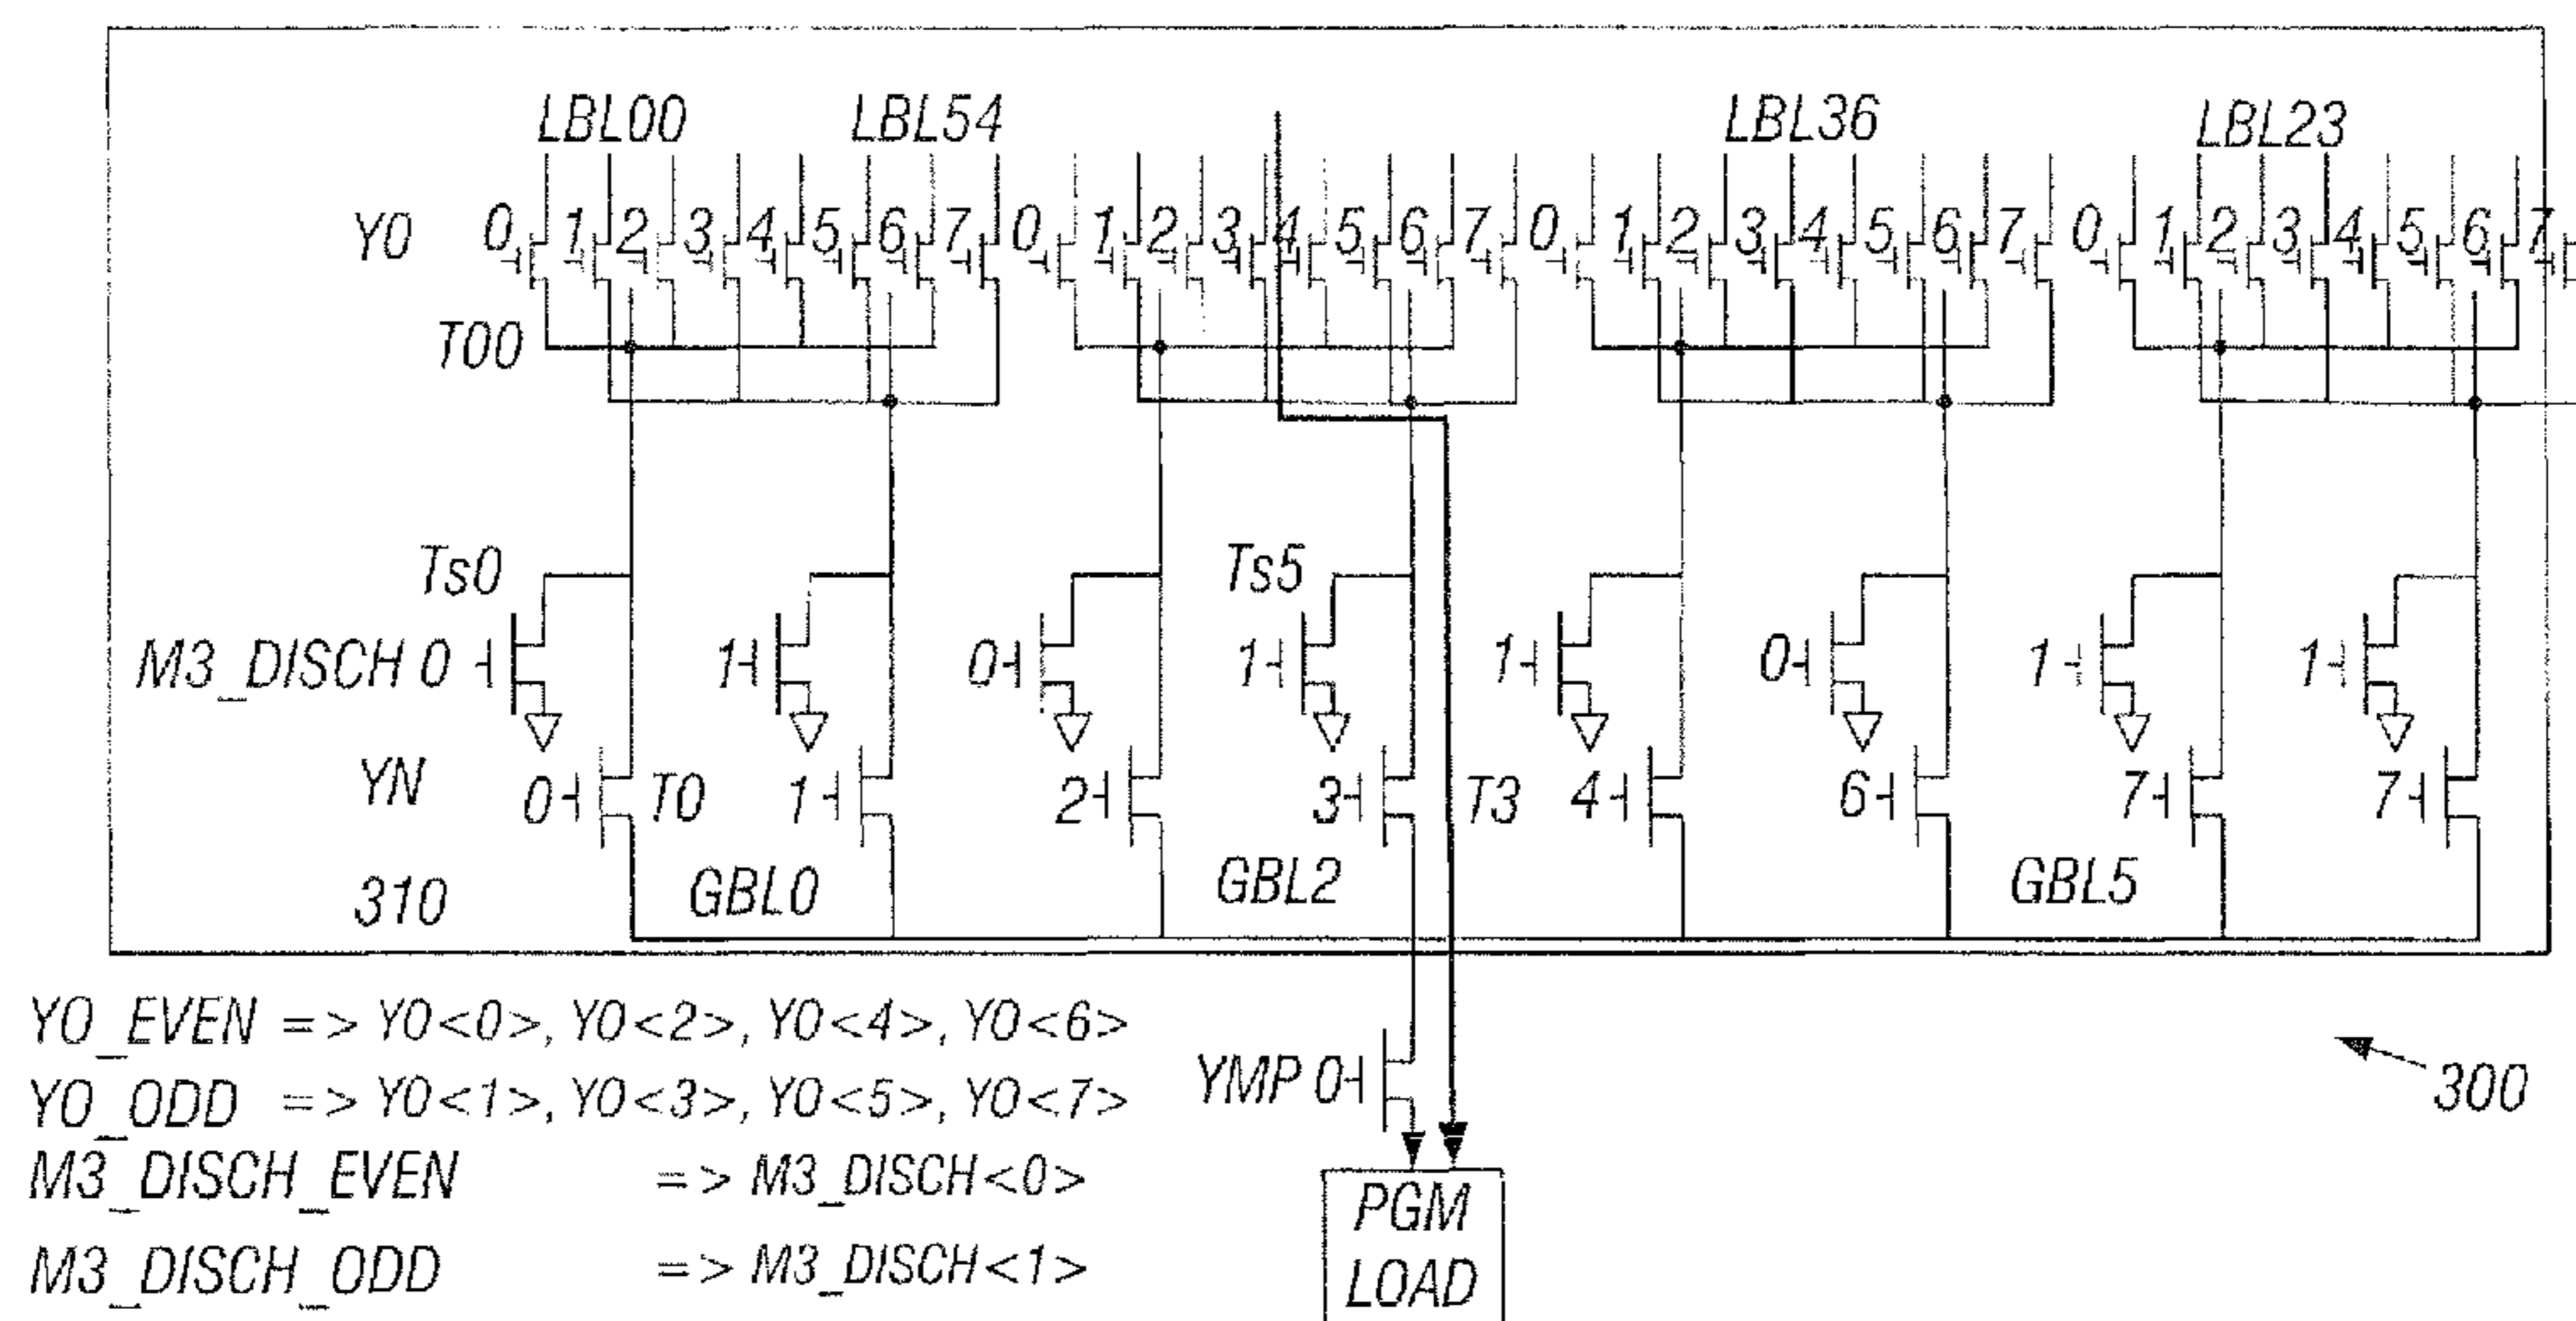 LBL00 LBL54 LBL36 LBL23
Y0 0 1 2 3 4 5 6 7 0 1 2 3 4 5 6 7 0 1 2 3 4 5 6 7 0 1 2 3 4 5 6 7
T00
Ts0 Ts5
M3_DISCH 0 1 0 1 1 0 1 1
YN 0 T0 1 2 3 T3 4 6 7 7
310 GBL0 GBL2 GBL5
Y0_EVEN => Y0<0>, Y0<2>, Y0<4>, Y0<6>
Y0_ODD => Y0<1>, Y0<3>, Y0<5>, Y0<7>
YMP 0
300
M3_DISCH_EVEN => M3_DISCH<0>
M3_DISCH_ODD => M3_DISCH<1>
PGM
LOAD